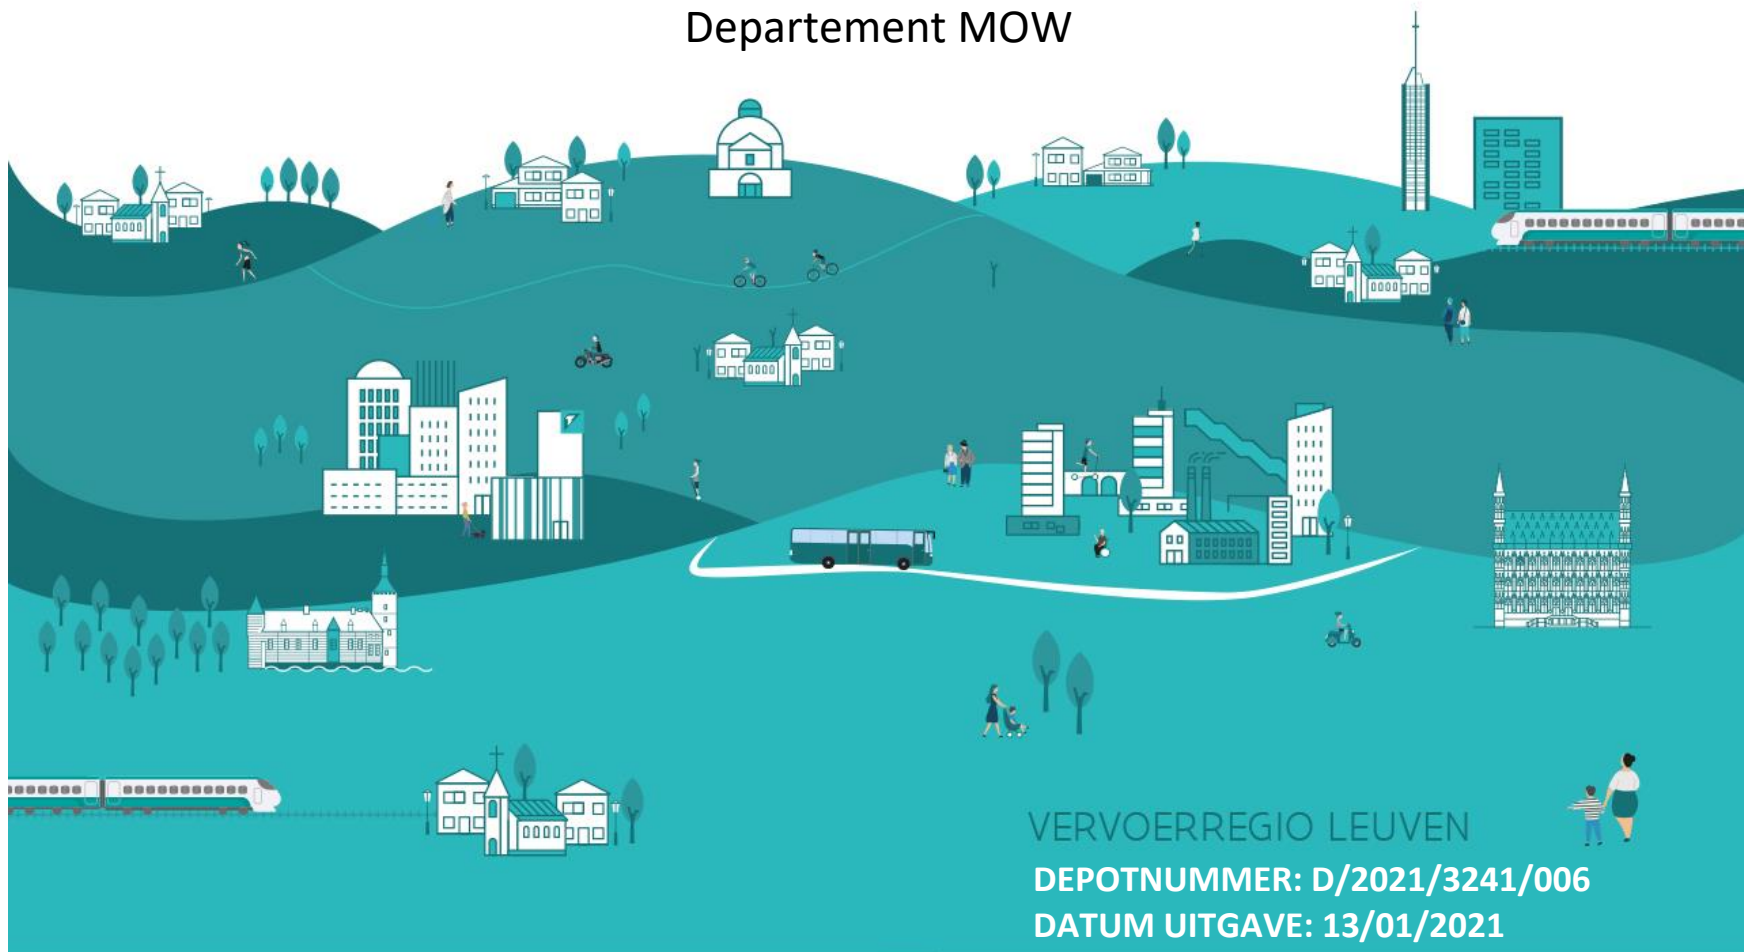 Departement MOW
VERVOERREGIO LEUVEN
DEPOTNUMMER: D/2021/3241/006
DATUM UITGAVE: 13/01/2021